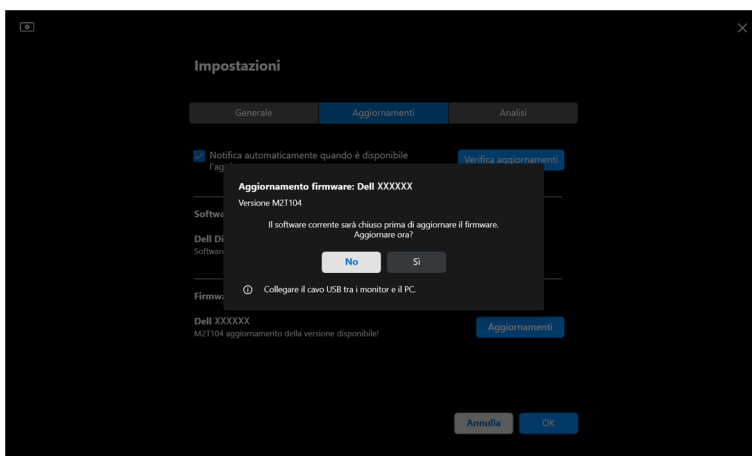 Impostazioni
Generale Aggiornamenti Analisi
Notifica automaticamente quando è disponibile
Verifica aggiornamenti
Aggiornamento firmware: Dell XXXXXX
Versione M2T104
Il software corrente sarà chiuso prima di aggiornare il firmware.
Aggiornare ora?
No Sì
Collegare il cavo USB tra i monitor e il PC.
Dell XXXXXX
M2T104 aggiornamento della versione disponibile!
Aggiornamenti
Annulla OK